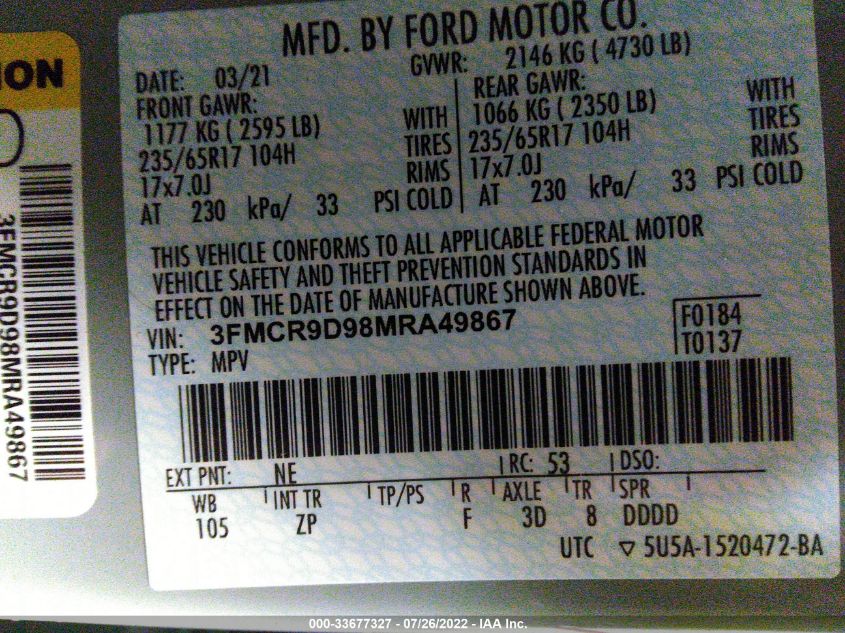 ION
3FMCR9D98MRA49867
MFD. BY FORD MOTOR CO.
DATE: 03/21 GVWR: 2146 KG ( 4730 LB)
FRONT GAWR:
1177 KG ( 2595 LB) WITH
235/65R17 104H TIRES
17x7.0J RIMS
AT 230 kPa/ 33 PSI COLD
REAR GAWR:
1066 KG ( 2350 LB) WITH
235/65R17 104H TIRES
17x7.0J RIMS
AT 230 kPa/ 33 PSI COLD
THIS VEHICLE CONFORMS TO ALL APPLICABLE FEDERAL MOTOR
VEHICLE SAFETY AND THEFT PREVENTION STANDARDS IN
EFFECT ON THE DATE OF MANUFACTURE SHOWN ABOVE.
VIN: 3FMCR9D98MRA49867
TYPE: MPV
F0184
T0137
EXT PNT: NE RC: 53 DSO:
WB INT TR TP/PS R AXLE TR SPR
105 ZP F 3D 8 DDDD
UTC ▽ 5U5A-1520472-BA
000-33677327 - 07/26/2022 - IAA Inc.